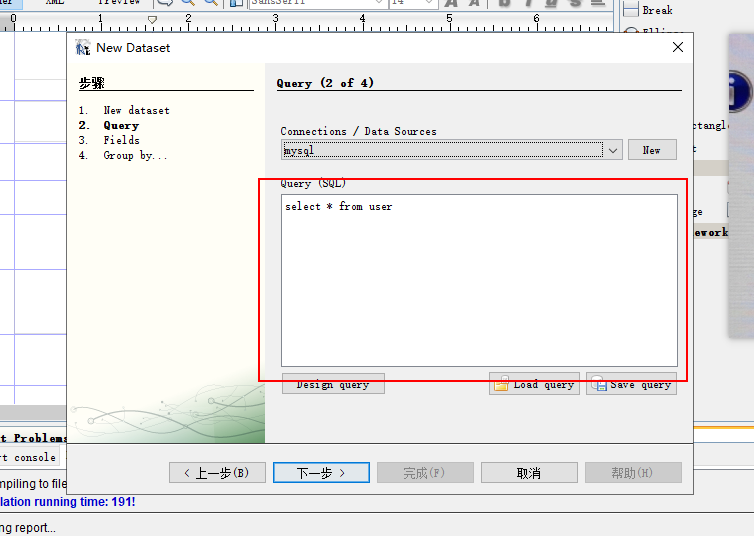 XML
Preview
SansSerif
14
0
1
2
3
4
5
6
Break
New Dataset
步骤
1. New dataset
2. Query
3. Fields
4. Group by...
Query (2 of 4)
Connections / Data Sources
mysql
New
Query (SQL)
select * from user
Design query
Load query
Save query
< 上一步(B)
下一步 >
完成(F)
取消
帮助(H)
t Problems
rt console
mpiling to file
lation running time: 191!
ng report...
ctangle
ge
ework